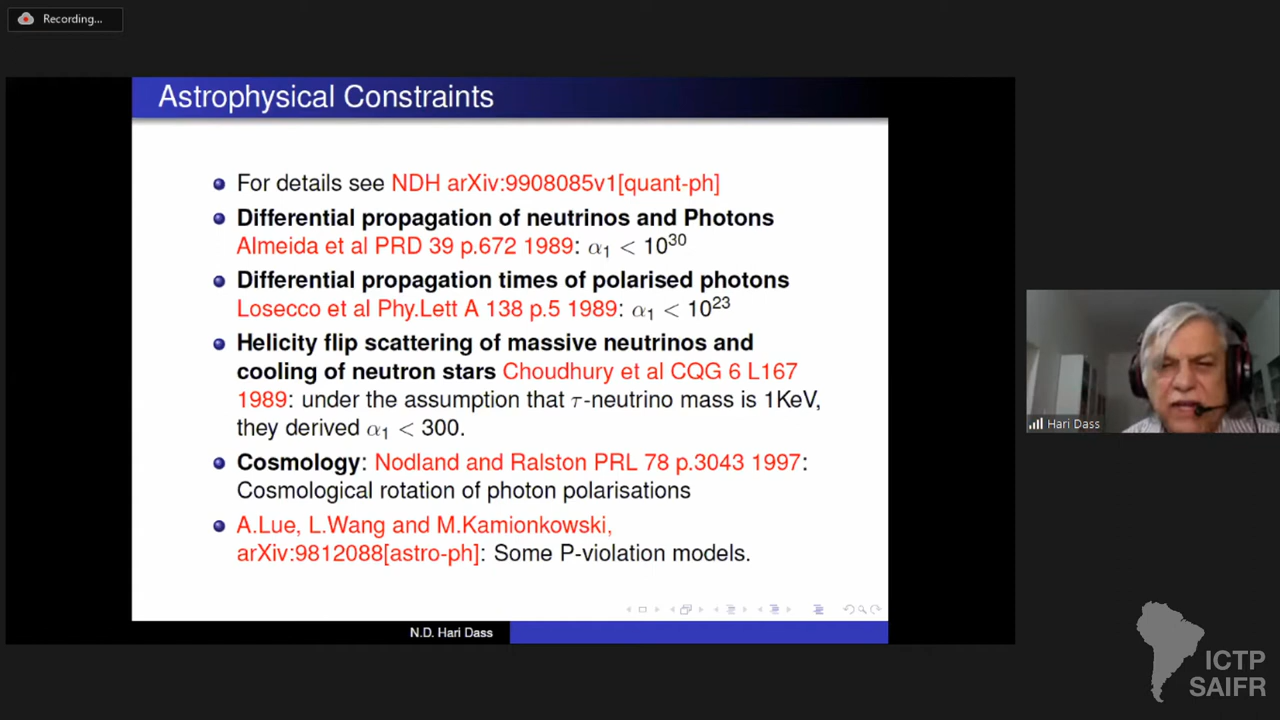 Recording...
Astrophysical Constraints
For details see NDH arXiv:9908085v1[quant-ph]
Differential propagation of neutrinos and Photons
Almeida et al PRD 39 p.672 1989: α₁ < 10³⁰
Differential propagation times of polarised photons
Losecco et al Phy.Lett A 138 p.5 1989: α₁ < 10²³
Helicity flip scattering of massive neutrinos and
cooling of neutron stars Choudhury et al CQG 6 L167
1989: under the assumption that τ-neutrino mass is 1KeV,
they derived α₁ < 300.
Cosmology: Nodland and Ralston PRL 78 p.3043 1997:
Cosmological rotation of photon polarisations
A.Lue, L.Wang and M.Kamionkowski,
arXiv:9812088[astro-ph]: Some P-violation models.
N.D. Hari Dass
Hari Dass
ICTP
SAIFR